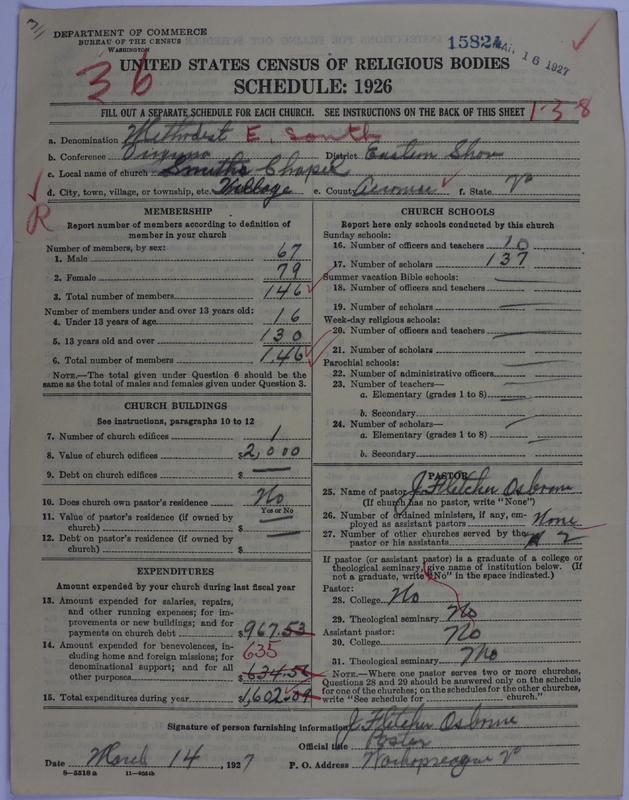 311
DEPARTMENT OF COMMERCE
BUREAU OF THE CENSUS
WASHINGTON
15824
MAR 16 1927
36
UNITED STATES CENSUS OF RELIGIOUS BODIES
SCHEDULE: 1926
FILL OUT A SEPARATE SCHEDULE FOR EACH CHURCH. SEE INSTRUCTIONS ON THE BACK OF THIS SHEET
1-3-8
a. Denomination Methodist E. South
b. Conference Virginia District Eastern Shore
c. Local name of church Smiths Chapel
d. City, town, village, or township, etc. Village e. County Accomac f. State Va
R
MEMBERSHIP
Report number of members according to definition of member in your church
Number of members, by sex:
1. Male 67
2. Female 79
3. Total number of members 146
Number of members under and over 13 years old:
4. Under 13 years of age 16
5. 13 years old and over 130
6. Total number of members 146
NOTE.—The total given under Question 6 should be the
same as the total of males and females given under Question 3.
CHURCH BUILDINGS
See instructions, paragraphs 10 to 12
7. Number of church edifices 1
8. Value of church edifices $2,000
9. Debt on church edifices $
10. Does church own pastor's residence No
Yes or No
11. Value of pastor's residence (if owned by
church) $
12. Debt on pastor's residence (if owned by
church) $
EXPENDITURES
Amount expended by your church during last fiscal year
13. Amount expended for salaries, repairs,
and other running expenses; for im-
provements or new buildings; and for
payments on church debt $967.53
14. Amount expended for benevolences, in-
cluding home and foreign missions; for
denominational support; and for all
other purposes 635 $634.56
15. Total expenditures during year $1,602.09
CHURCH SCHOOLS
Report here only schools conducted by this church
Sunday schools:
16. Number of officers and teachers 10
17. Number of scholars 137
Summer vacation Bible schools:
18. Number of officers and teachers
19. Number of scholars
Week-day religious schools:
20. Number of officers and teachers
21. Number of scholars
Parochial schools:
22. Number of administrative officers
23. Number of teachers—
a. Elementary (grades 1 to 8)
b. Secondary
24. Number of scholars—
a. Elementary (grades 1 to 8)
b. Secondary
PASTOR
25. Name of pastor J. Fletcher Osborne
(If church has no pastor, write "None")
26. Number of ordained ministers, if any, em-
ployed as assistant pastors None
27. Number of other churches served by the
pastor or his assistants 2
If pastor (or assistant pastor) is a graduate of a college or
theological seminary, give name of institution below. (If
not a graduate, write "No" in the space indicated.)
Pastor:
28. College No
29. Theological seminary No
Assistant pastor:
30. College No
31. Theological seminary No
NOTE.—Where one pastor serves two or more churches,
Questions 28 and 29 should be answered only on the schedule
for one of the churches; on the schedules for the other churches,
write "See schedule for church."
Signature of person furnishing information J. Fletcher Osborne
Official title Pastor
Date March 14, 1927 P. O. Address Wachapreague Va
8—5518a 11—9054b